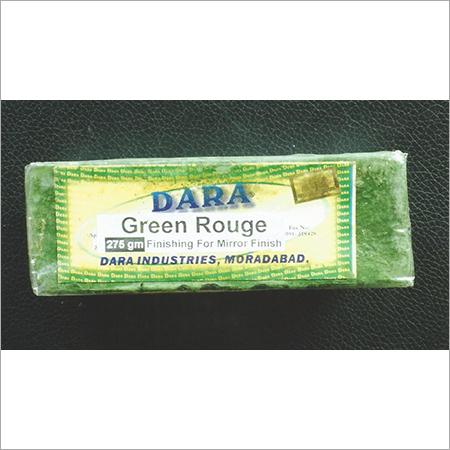 DARA
Green Rouge
275 gm Finishing For Mirror Finish
DARA INDUSTRIES, MORADABAD.